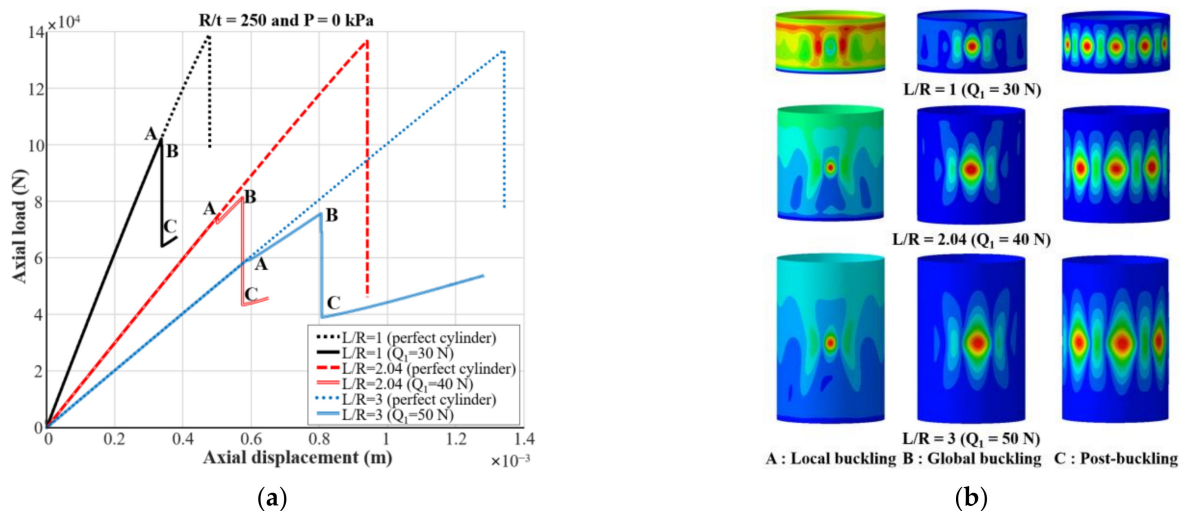 R/t = 250 and P = 0 kPa
×10⁴
14
12
10
8
6
4
2
0
Axial load (N)
A
B
C
A
B
C
A
B
C
L/R=1 (perfect cylinder)
L/R=1 (Q₁=30 N)
L/R=2.04 (perfect cylinder)
L/R=2.04 (Q₁=40 N)
L/R=3 (perfect cylinder)
L/R=3 (Q₁=50 N)
0 0.2 0.4 0.6 0.8 1 1.2 1.4
Axial displacement (m)
×10⁻³
(a)
L/R = 1 (Q₁ = 30 N)
L/R = 2.04 (Q₁ = 40 N)
L/R = 3 (Q₁ = 50 N)
A : Local buckling B : Global buckling C : Post-buckling
(b)